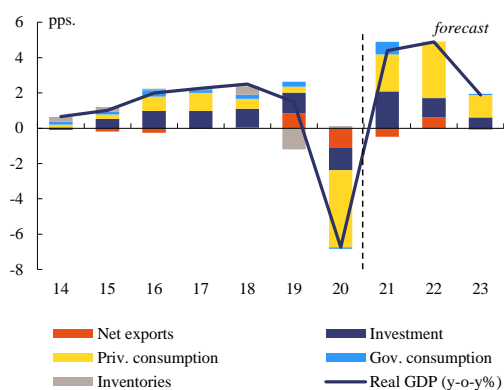 pps.
forecast
6
4
2
0
-2
-4
-6
-8
14 15 16 17 18 19 20 21 22 23
Net exports Investment
Priv. consumption Gov. consumption
Inventories Real GDP (y-o-y%)